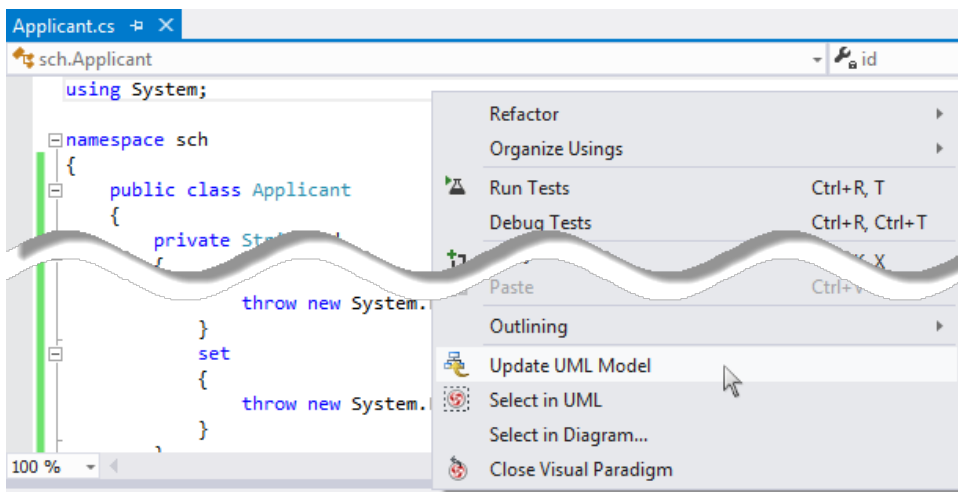 Applicant.cs
sch.Applicant
id
using System;
namespace sch
{
public class Applicant
{
private
{
throw new System.
}
set
{
throw new System.
}
100 %
Refactor
Organize Usings
Run Tests Ctrl+R, T
Debug Tests Ctrl+R, Ctrl+T
Paste
Outlining
Update UML Model
Select in UML
Select in Diagram...
Close Visual Paradigm